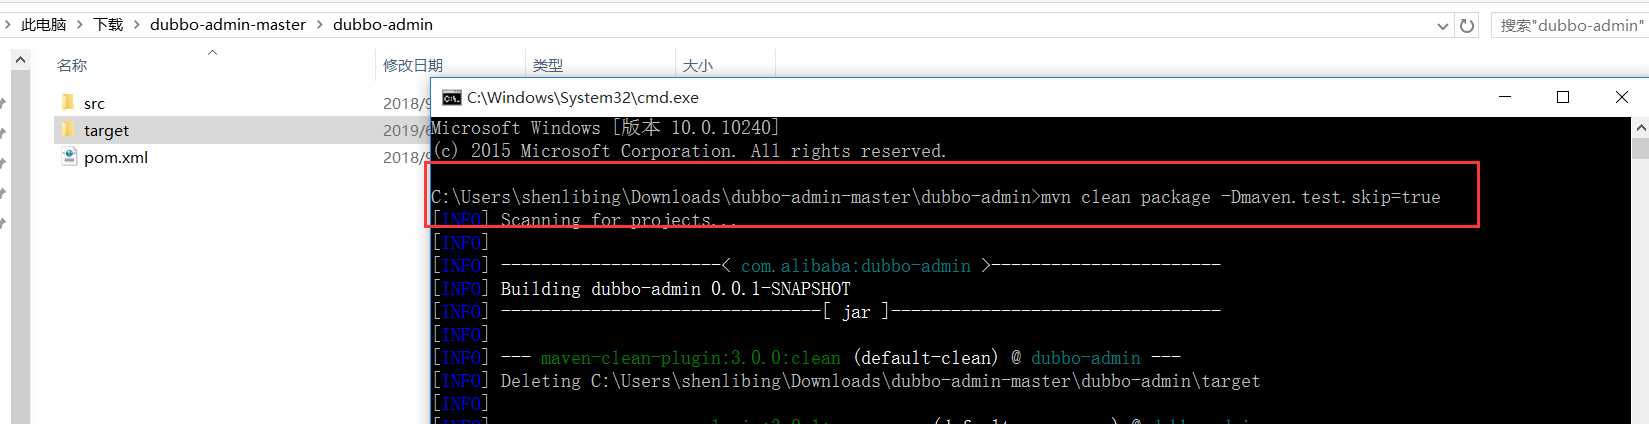 此电脑 > 下载 > dubbo-admin-master > dubbo-admin
搜索"dubbo-admin"
名称 修改日期 类型 大小
src 2018/9
target 2019/6
pom.xml 2018/9
C:\Windows\System32\cmd.exe
Microsoft Windows [版本 10.0.10240]
(c) 2015 Microsoft Corporation. All rights reserved.
C:\Users\shenlibing\Downloads\dubbo-admin-master\dubbo-admin>mvn clean package -Dmaven.test.skip=true
[INFO] Scanning for projects...
[INFO]
[INFO] ----------------------< com.alibaba:dubbo-admin >-----------------------
[INFO] Building dubbo-admin 0.0.1-SNAPSHOT
[INFO] --------------------------------[ jar ]---------------------------------
[INFO]
[INFO] --- maven-clean-plugin:3.0.0:clean (default-clean) @ dubbo-admin ---
[INFO] Deleting C:\Users\shenlibing\Downloads\dubbo-admin-master\dubbo-admin\target
[INFO]